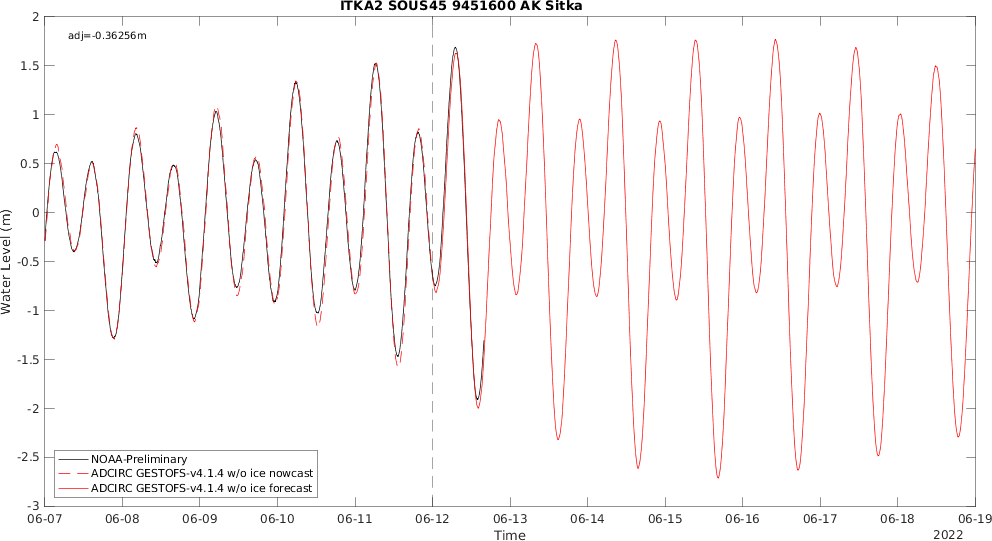 ITKA2 SOUS45 9451600 AK Sitka
adj=-0.36256m
2
1.5
1
0.5
0
-0.5
-1
-1.5
-2
-2.5
-3
Water Level (m)
NOAA-Preliminary
ADCIRC GESTOFS-v4.1.4 w/o ice nowcast
ADCIRC GESTOFS-v4.1.4 w/o ice forecast
06-07 06-08 06-09 06-10 06-11 06-12 06-13 06-14 06-15 06-16 06-17 06-18 06-19
Time
2022